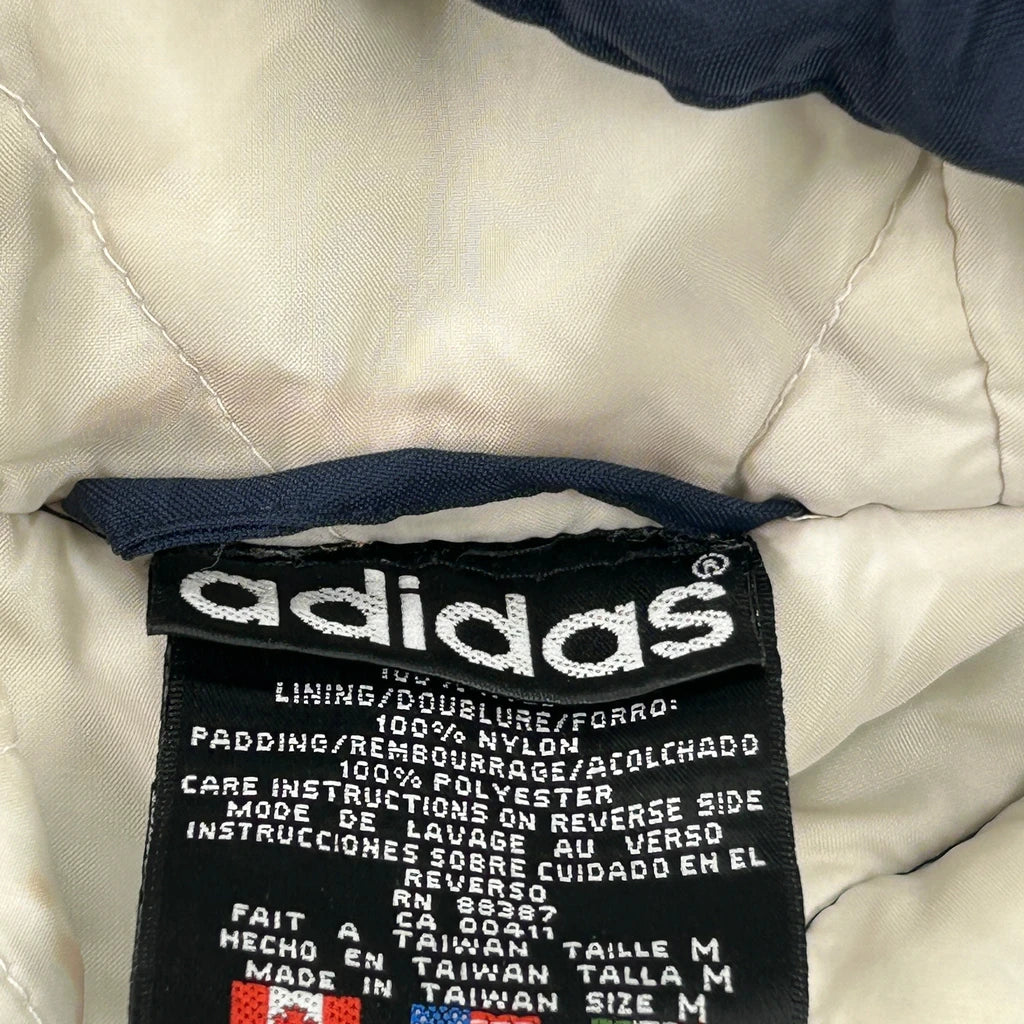 adidas®
LINING/DOUBLURE/FORRO:
100% NYLON
PADDING/REMBOURRAGE/ACOLCHADO
100% POLYESTER
CARE INSTRUCTIONS ON REVERSE SIDE
MODE DE LAVAGE AU VERSO
INSTRUCCIONES SOBRE CUIDADO EN EL
REVERSO
RN 88387
CA 00411
FAIT A TAIWAN TAILLE M
HECHO EN TAIWAN TALLA M
MADE IN TAIWAN SIZE M